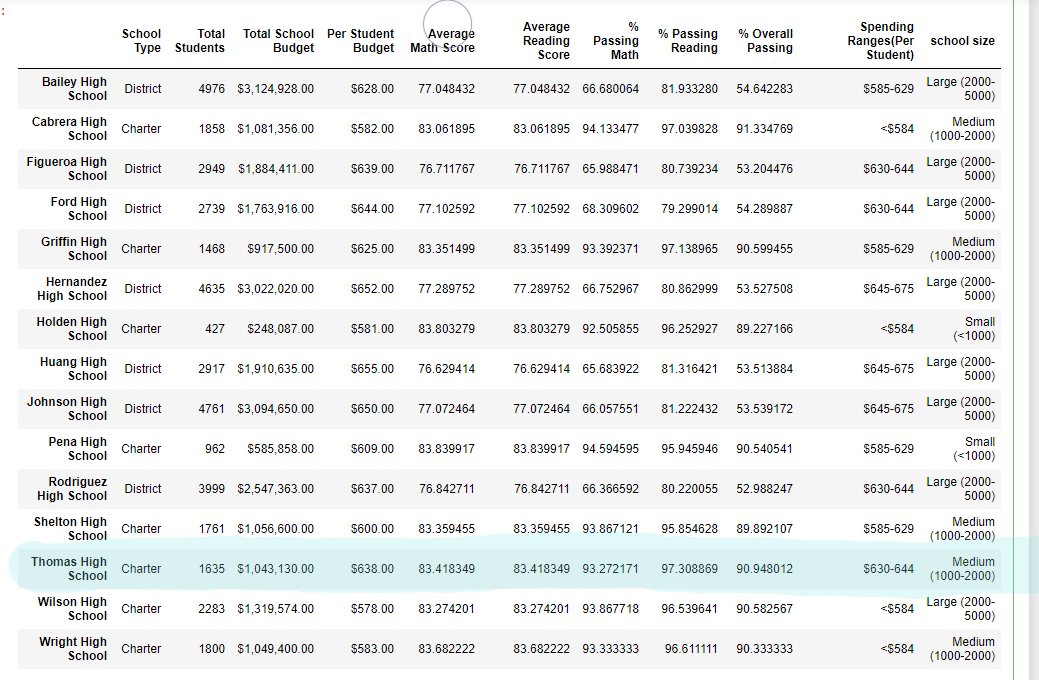 :
School Type Total Students Total School Budget Per Student Budget Average Math Score Average Reading Score % Passing Math % Passing Reading % Overall Passing Spending Ranges(Per Student) school size
Bailey High School District 4976 $3,124,928.00 $628.00 77.048432 77.048432 66.680064 81.933280 54.642283 $585-629 Large (2000-5000)
Cabrera High School Charter 1858 $1,081,356.00 $582.00 83.061895 83.061895 94.133477 97.039828 91.334769 <$584 Medium (1000-2000)
Figueroa High School District 2949 $1,884,411.00 $639.00 76.711767 76.711767 65.988471 80.739234 53.204476 $630-644 Large (2000-5000)
Ford High School District 2739 $1,763,916.00 $644.00 77.102592 77.102592 68.309602 79.299014 54.289887 $630-644 Large (2000-5000)
Griffin High School Charter 1468 $917,500.00 $625.00 83.351499 83.351499 93.392371 97.138965 90.599455 $585-629 Medium (1000-2000)
Hernandez High School District 4635 $3,022,020.00 $652.00 77.289752 77.289752 66.752967 80.862999 53.527508 $645-675 Large (2000-5000)
Holden High School Charter 427 $248,087.00 $581.00 83.803279 83.803279 92.505855 96.252927 89.227166 <$584 Small (<1000)
Huang High School District 2917 $1,910,635.00 $655.00 76.629414 76.629414 65.683922 81.316421 53.513884 $645-675 Large (2000-5000)
Johnson High School District 4761 $3,094,650.00 $650.00 77.072464 77.072464 66.057551 81.222432 53.539172 $645-675 Large (2000-5000)
Pena High School Charter 962 $585,858.00 $609.00 83.839917 83.839917 94.594595 95.945946 90.540541 $585-629 Small (<1000)
Rodriguez High School District 3999 $2,547,363.00 $637.00 76.842711 76.842711 66.366592 80.220055 52.988247 $630-644 Large (2000-5000)
Shelton High School Charter 1761 $1,056,600.00 $600.00 83.359455 83.359455 93.867121 95.854628 89.892107 $585-629 Medium (1000-2000)
Thomas High School Charter 1635 $1,043,130.00 $638.00 83.418349 83.418349 93.272171 97.308869 90.948012 $630-644 Medium (1000-2000)
Wilson High School Charter 2283 $1,319,574.00 $578.00 83.274201 83.274201 93.867718 96.539641 90.582567 <$584 Large (2000-5000)
Wright High School Charter 1800 $1,049,400.00 $583.00 83.682222 83.682222 93.333333 96.611111 90.333333 <$584 Medium (1000-2000)